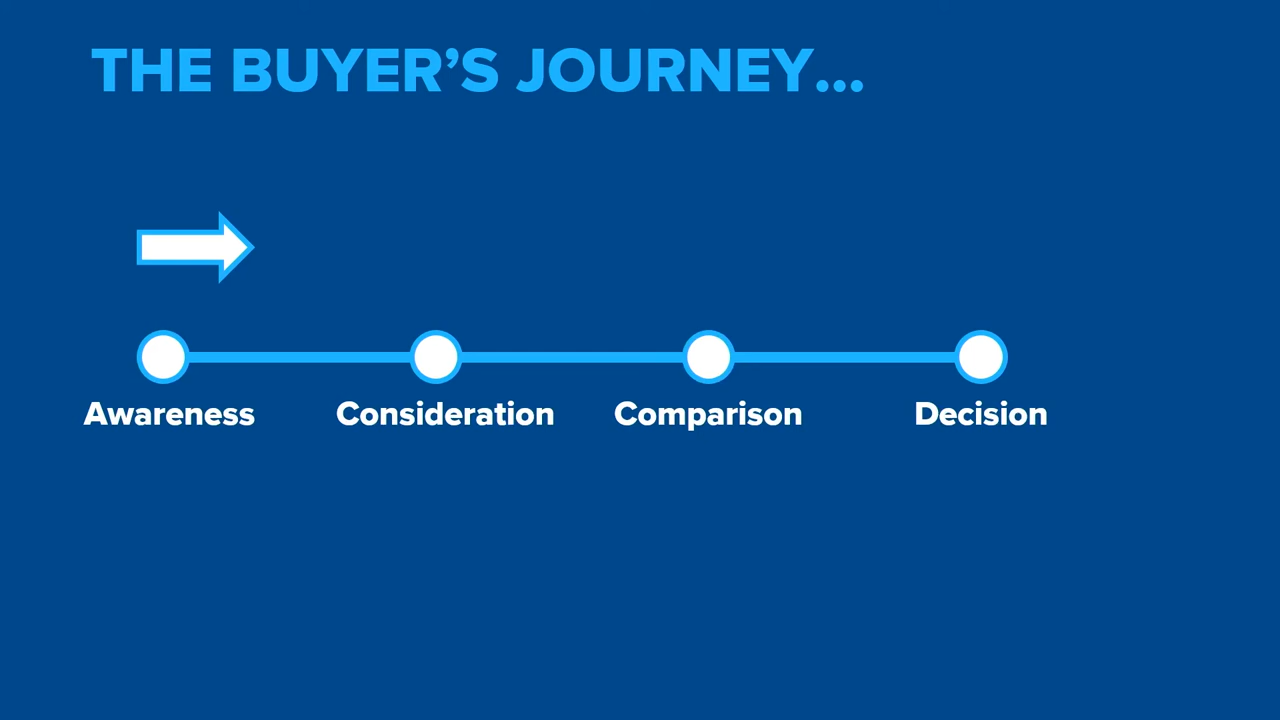 THE BUYER’S JOURNEY...
Awareness Consideration Comparison Decision